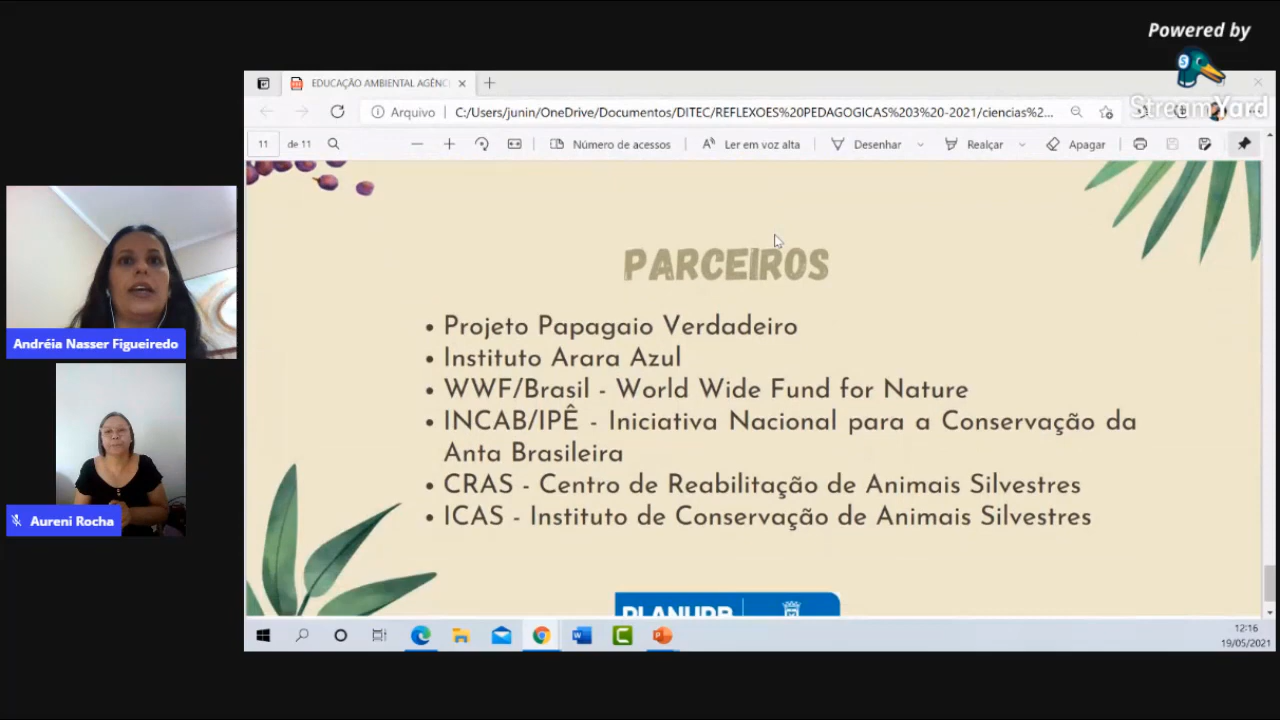 Powered by
StreamYard
EDUCAÇÃO AMBIENTAL AGÊNC
Arquivo
C:/Users/junin/OneDrive/Documentos/DITEC/REFLEXOES%20PEDAGOGICAS%203%20-2021/ciencias%2...
11 de 11
Número de acessos
Ler em voz alta
Desenhar
Realçar
Apagar
PARCEIROS
• Projeto Papagaio Verdadeiro
• Instituto Arara Azul
• WWF/Brasil - World Wide Fund for Nature
• INCAB/IPÊ - Iniciativa Nacional para a Conservação da
Anta Brasileira
• CRAS - Centro de Reabilitação de Animais Silvestres
• ICAS - Instituto de Conservação de Animais Silvestres
PLANURB
Andréia Nasser Figueiredo
Aureni Rocha
12:16
19/05/2021